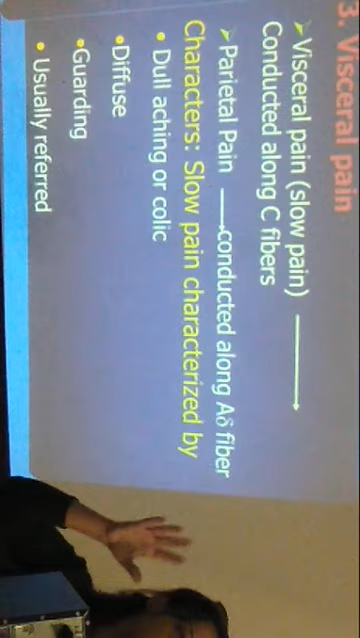 3. Visceral pain
➢Visceral pain (slow pain) ⟶
Conducted along C fibers
➢Parietal Pain ⟶conducted along Aδ fiber
Characters: Slow pain characterized by
• Dull aching or colic
•Diffuse
•Guarding
• Usually referred